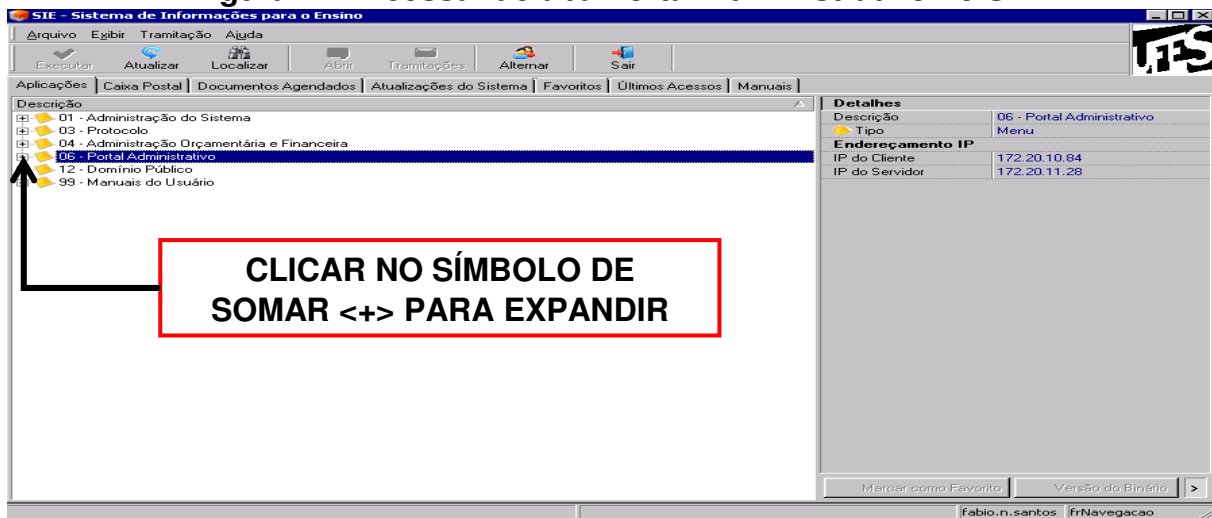 SIE - Sistema de Informações para o Ensino
Arquivo Exibir Tramitação Ajuda
Executar Atualizar Localizar Abrir Tramitações Alternar Sair
Aplicações Caixa Postal Documentos Agendados Atualizações do Sistema Favoritos Últimos Acessos Manuais
Descrição
01 - Administração do Sistema
03 - Protocolo
04 - Administração Orçamentária e Financeira
06 - Portal Administrativo
12 - Domínio Público
99 - Manuais do Usuário
CLICAR NO SÍMBOLO DE
SOMAR <+> PARA EXPANDIR
Detalhes
Descrição 06 - Portal Administrativo
Tipo Menu
Endereçamento IP
IP do Cliente 172.20.10.84
IP do Servidor 172.20.11.28
Marcar como Favorito Versão do Binário >
fabio.n.santos frNavegacao